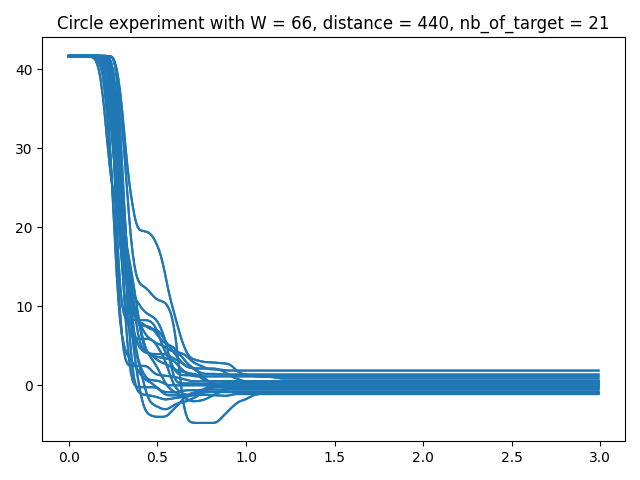 Circle experiment with W = 66, distance = 440, nb_of_target = 21
40
30
20
10
0
0.0 0.5 1.0 1.5 2.0 2.5 3.0